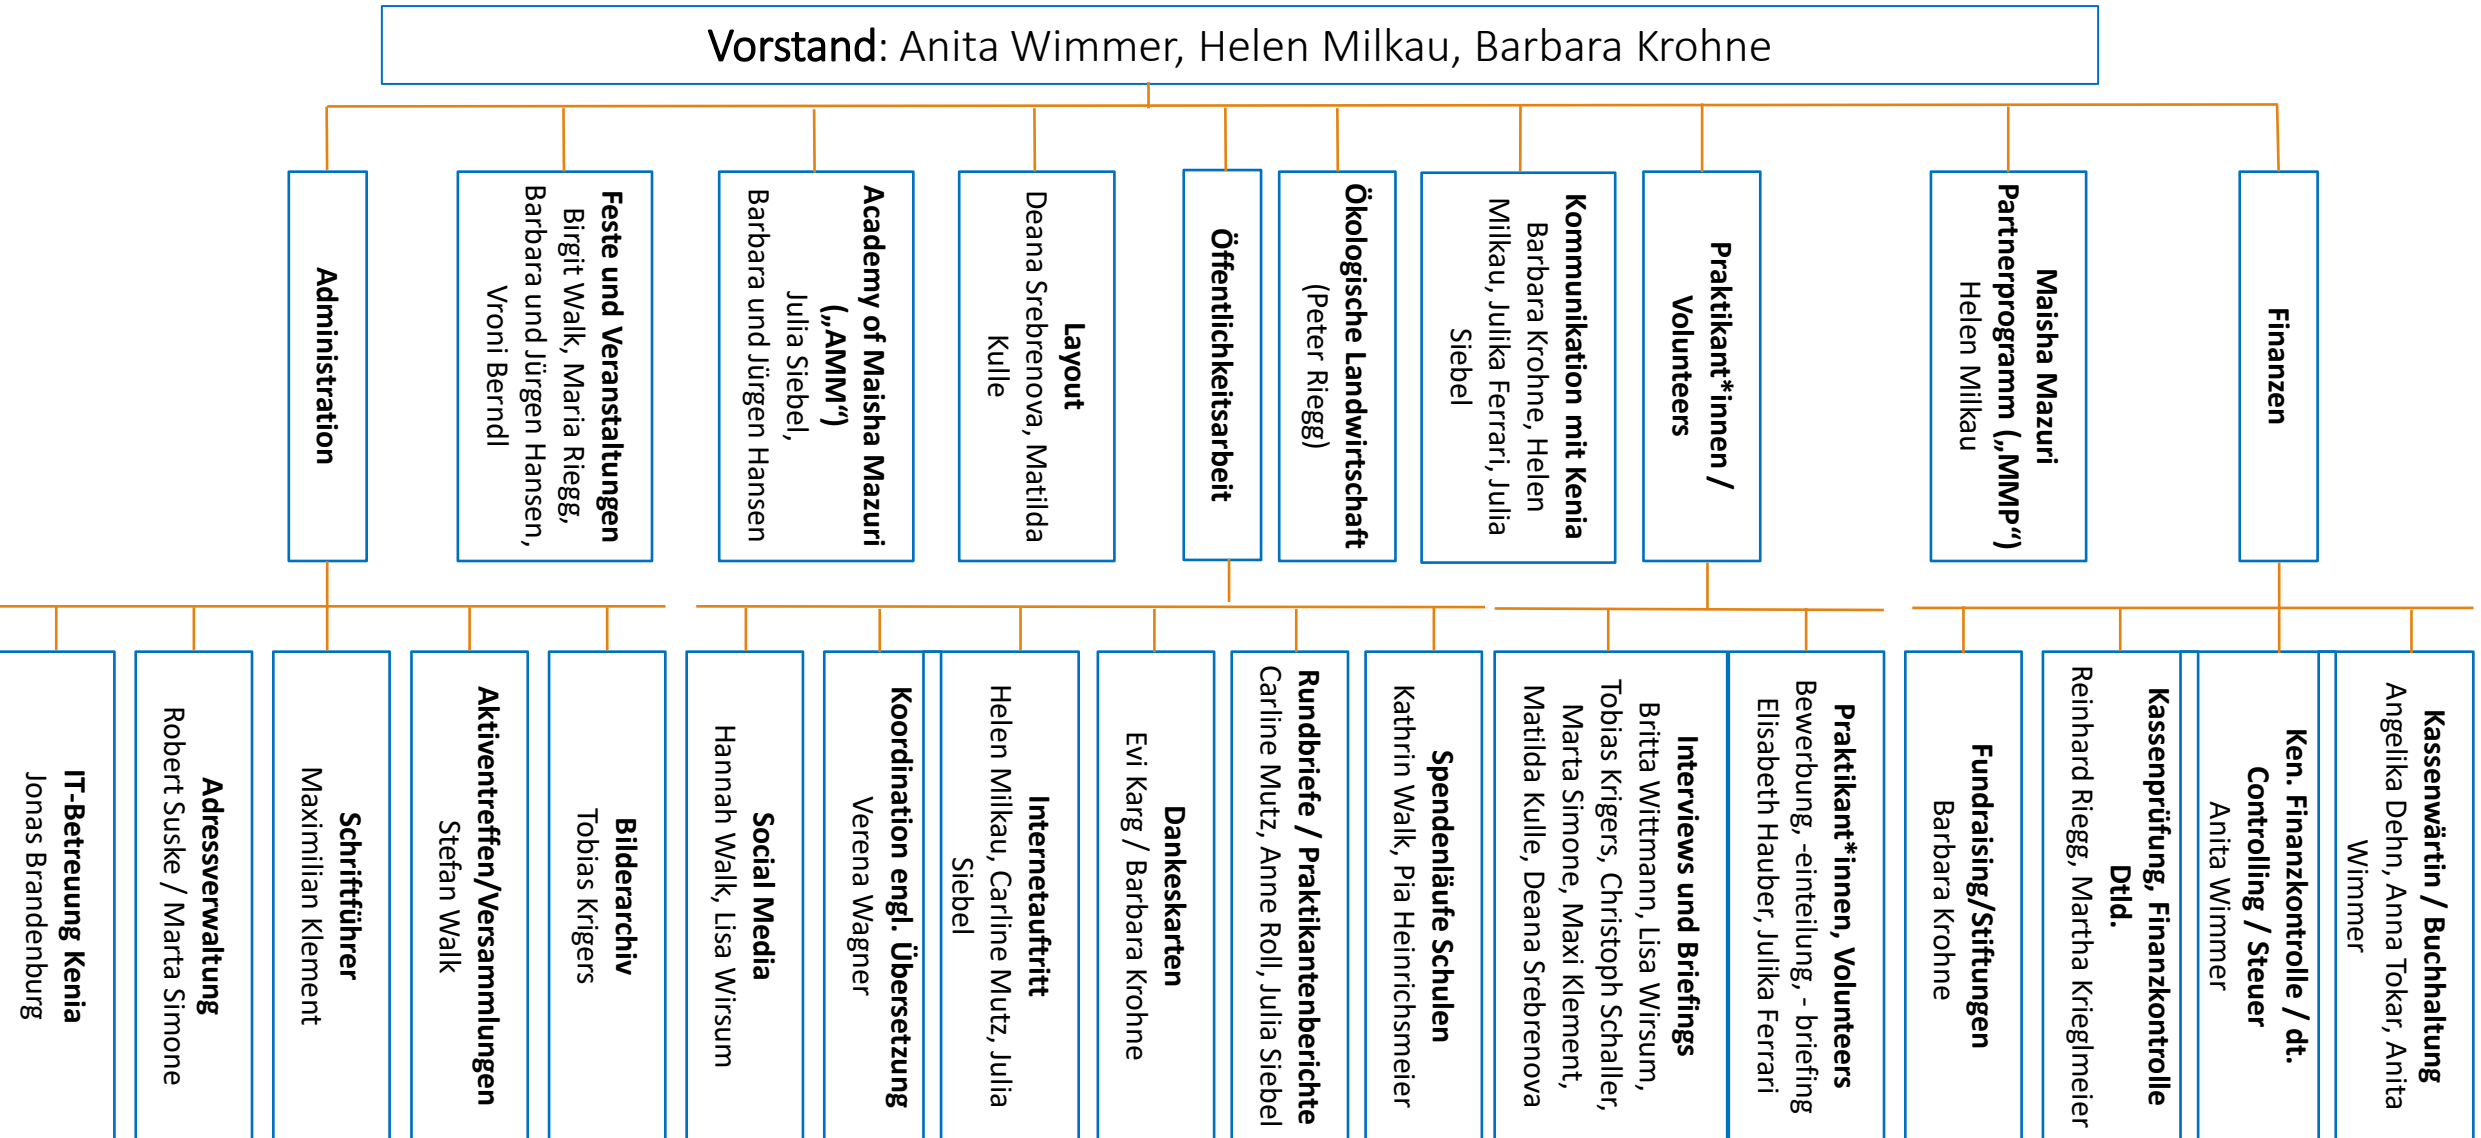 Vorstand: Anita Wimmer, Helen Milkau, Barbara Krohne
Administration
Feste und Veranstaltungen
Birgit Walk, Maria Riegg,
Barbara und Jürgen Hansen,
Vroni Berndl
Academy of Maisha Mazuri
(„AMM“)
Julia Siebel,
Barbara und Jürgen Hansen
Layout
Deana Srebrenova, Matilda
Kulle
Öffentlichkeitsarbeit
Ökologische Landwirtschaft
(Peter Riegg)
Kommunikation mit Kenia
Barbara Krohne, Helen
Milkau, Julika Ferrari, Julia
Siebel
Praktikant*innen /
Volunteers
Maisha Mazuri
Partnerprogramm („MMP“)
Helen Milkau
Finanzen
IT-Betreuung Kenia
Jonas Brandenburg
Adressverwaltung
Robert Suske / Marta Simone
Schriftführer
Maximilian Klement
Aktiventreffen/Versammlungen
Stefan Walk
Bilderarchiv
Tobias Krigers
Social Media
Hannah Walk, Lisa Wirsum
Koordination engl. Übersetzung
Verena Wagner
Internetauftritt
Helen Milkau, Carline Mutz, Julia
Siebel
Dankeskarten
Evi Karg / Barbara Krohne
Rundbriefe / Praktikantenberichte
Carline Mutz, Anne Roll, Julia Siebel
Spendenläufe Schulen
Kathrin Walk, Pia Heinrichsmeier
Interviews und Briefings
Britta Wittmann, Lisa Wirsum,
Tobias Krigers, Christoph Schaller,
Marta Simone, Maxi Klement,
Matilda Kulle, Deana Srebrenova
Praktikant*innen, Volunteers
Bewerbung, -einteilung, - briefing
Elisabeth Hauber, Julika Ferrari
Fundraising/Stiftungen
Barbara Krohne
Kassenprüfung, Finanzkontrolle
Dtld.
Reinhard Riegg, Martha Krieglmeier
Ken. Finanzkontrolle / dt.
Controlling / Steuer
Anita Wimmer
Kassenwärtin / Buchhaltung
Angelika Dehn, Anna Tokar, Anita
Wimmer